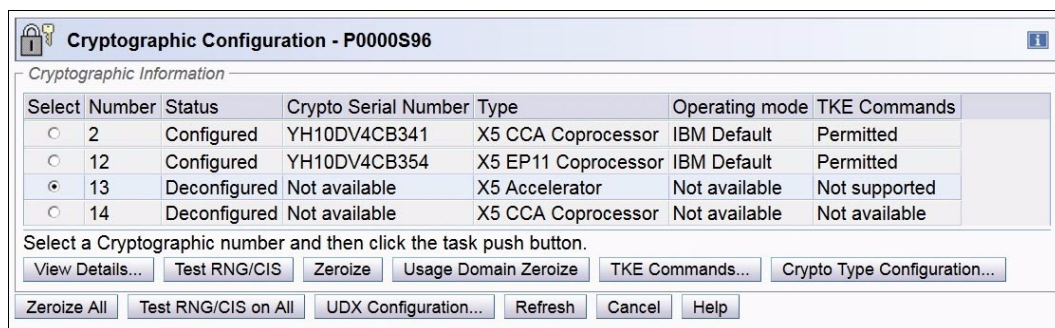 Cryptographic Configuration - P0000S96
Cryptographic Information
Select Number Status Crypto Serial Number Type Operating mode TKE Commands
2 Configured YH10DV4CB341 X5 CCA Coprocessor IBM Default Permitted
12 Configured YH10DV4CB354 X5 EP11 Coprocessor IBM Default Permitted
13 Deconfigured Not available X5 Accelerator Not available Not supported
14 Deconfigured Not available X5 CCA Coprocessor Not available Not available
Select a Cryptographic number and then click the task push button.
View Details... Test RNG/CIS Zeroize Usage Domain Zeroize TKE Commands... Crypto Type Configuration...
Zeroize All Test RNG/CIS on All UDX Configuration... Refresh Cancel Help